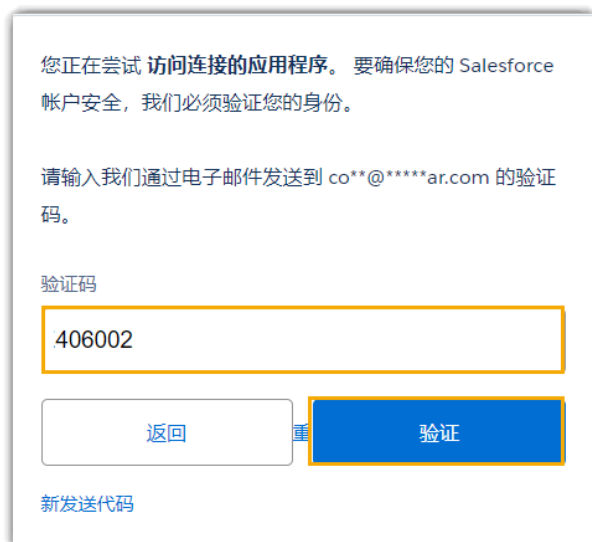 您正在尝试 访问连接的应用程序。 要确保您的 Salesforce
帐户安全，我们必须验证您的身份。
请输入我们通过电子邮件发送到 co**@*****ar.com 的验证
码。
验证码
406002
返回 重 验证
新发送代码